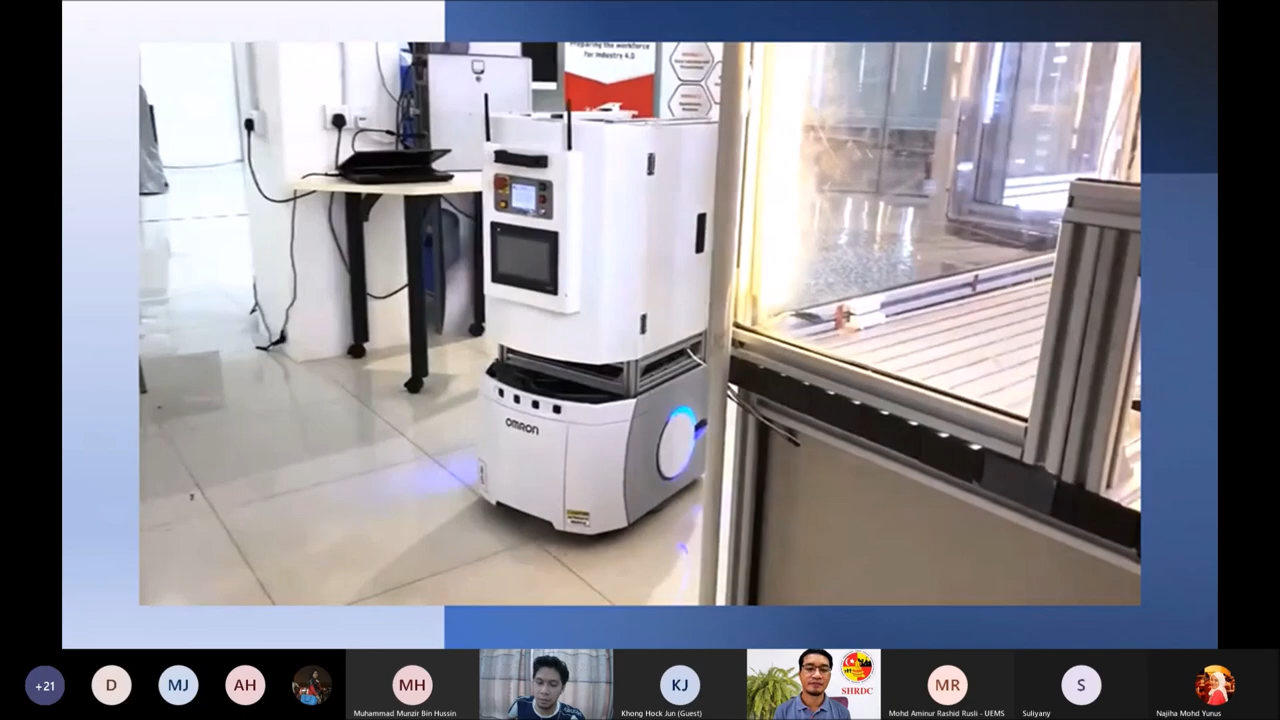 Preparing the workforce
for Industry 4.0
OMRON
+21
D
MJ
AH
MH
Muhammad Munzir Bin Hussin
KJ
Khong Hock Jun (Guest)
SHRDC
MR
Mohd Aminur Rashid Rusli - UEMS
S
Suliyany
Najiha Mohd Yunus